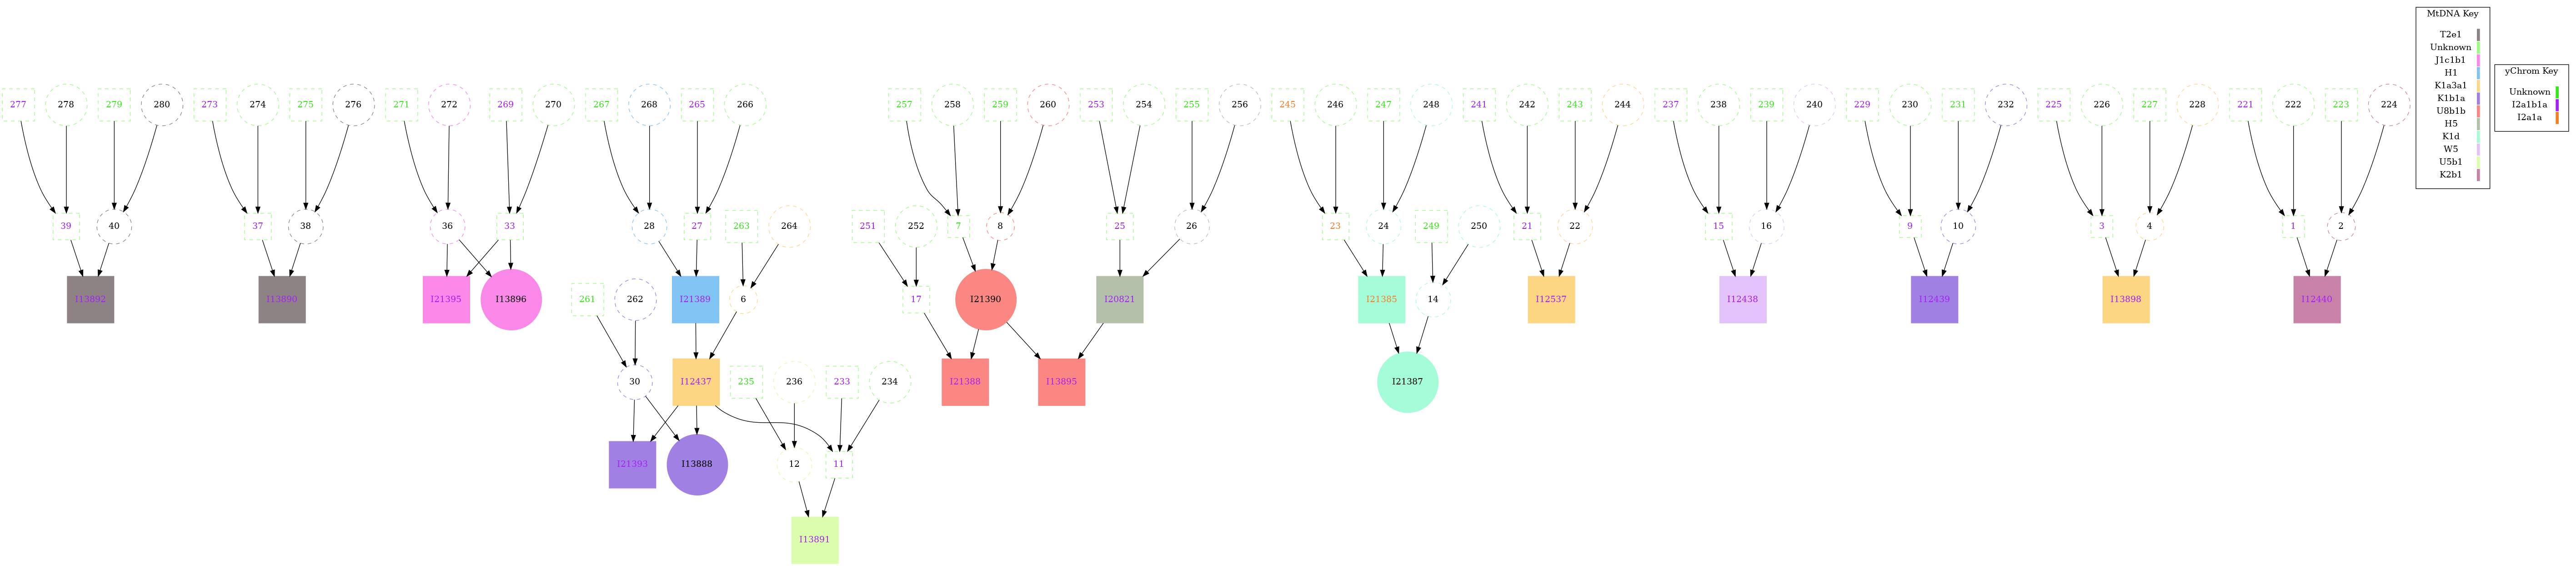 MtDNA Key
T2e1
Unknown
J1c1b1
H1
K1a3a1
K1b1a
U8b1b
H5
K1d
W5
U5b1
K2b1
yChrom Key
Unknown
I2a1b1a
I2a1a
277 278 279 280 273 274 275 276 271 272 269 270 267 268 265 266 257 258 259 260 253 254 255 256 245 246 247 248 241 242 243 244 237 238 239 240 229 230 231 232 225 226 227 228 221 222 223 224
39 40 37 38 36 33 28 27 263 264 251 252 7 8 25 26 23 24 249 250 21 22 15 16 9 10 3 4 1 2
I13892 I13890 I21395 I13896 261 262 I21389 6 17 I21390 I20821 I21385 14 I12537 I12438 I12439 I13898 I12440
30 I12437 235 236 233 234 I21388 I13895 I21387
I21393 I13888 12 11
I13891